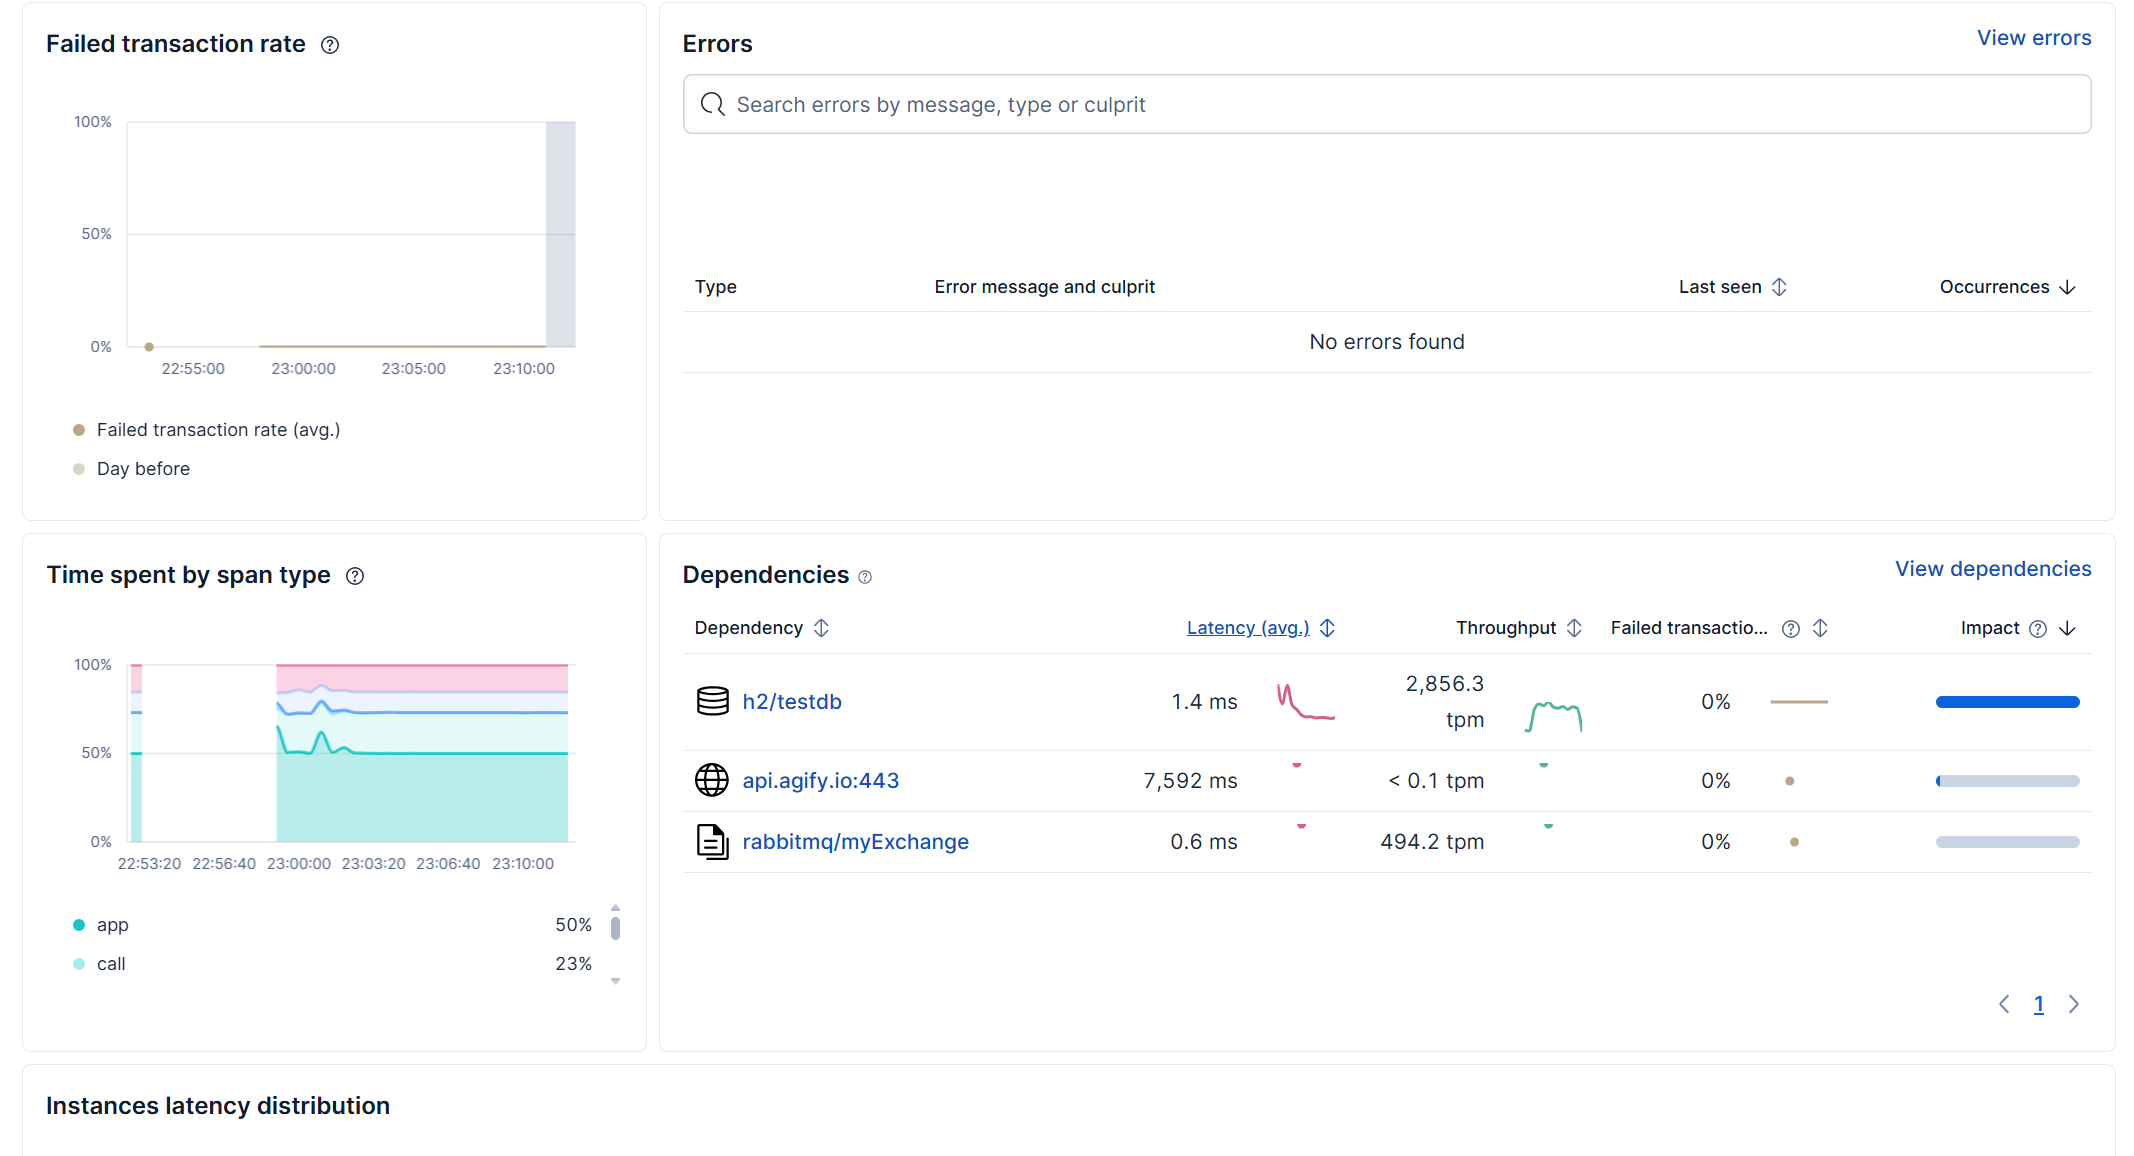 Failed transaction rate
100%
50%
0%
22:55:00 23:00:00 23:05:00 23:10:00
Failed transaction rate (avg.)
Day before
Errors
View errors
Search errors by message, type or culprit
Type Error message and culprit Last seen Occurrences
No errors found
Time spent by span type
100%
50%
0%
22:53:20 22:56:40 23:00:00 23:03:20 23:06:40 23:10:00
app 50%
call 23%
Dependencies
View dependencies
Dependency Latency (avg.) Throughput Failed transactio... Impact
h2/testdb 1.4 ms 2,856.3 tpm 0%
api.agify.io:443 7,592 ms < 0.1 tpm 0%
rabbitmq/myExchange 0.6 ms 494.2 tpm 0%
1
Instances latency distribution